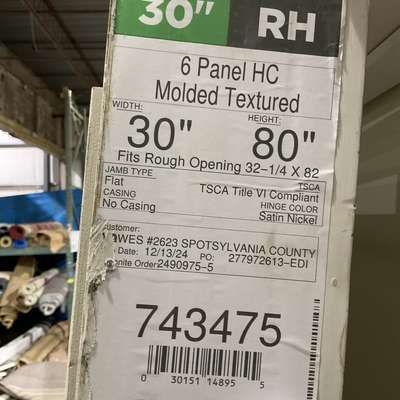 30" RH
6 Panel HC
Molded Textured
WIDTH: HEIGHT:
30" 80"
Fits Rough Opening 32-1/4 X 82
JAMB TYPE TSCA
Flat TSCA Title VI Compliant
CASING HINGE COLOR
No Casing Satin Nickel
Customer:
WES #2623 SPOTSYLVANIA COUNTY
Date: 12/13/24 PO: 277972613-EDI
onite Order: 2490975-5
743475
0 30151 14895 5